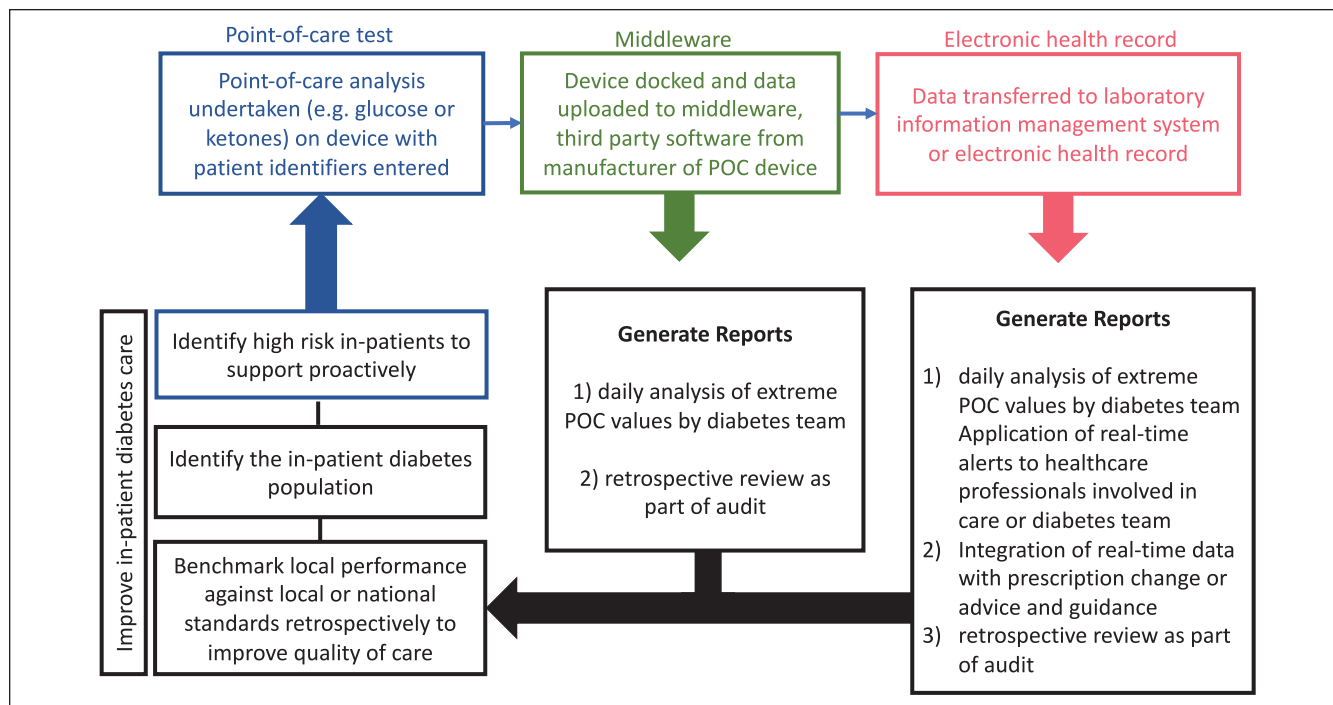 Point-of-care test
Point-of-care analysis
undertaken (e.g. glucose or
ketones) on device with
patient identifiers entered
Middleware
Device docked and data
uploaded to middleware,
third party software from
manufacturer of POC device
Electronic health record
Data transferred to laboratory
information management system
or electronic health record
Improve in-patient diabetes care
Identify high risk in-patients to
support proactively
Identify the in-patient diabetes
population
Benchmark local performance
against local or national
standards retrospectively to
improve quality of care
Generate Reports
1) daily analysis of extreme
POC values by diabetes team
2) retrospective review as
part of audit
Generate Reports
1) daily analysis of extreme
POC values by diabetes team
Application of real-time
alerts to healthcare
professionals involved in
care or diabetes team
2) Integration of real-time data
with prescription change or
advice and guidance
3) retrospective review as part
of audit